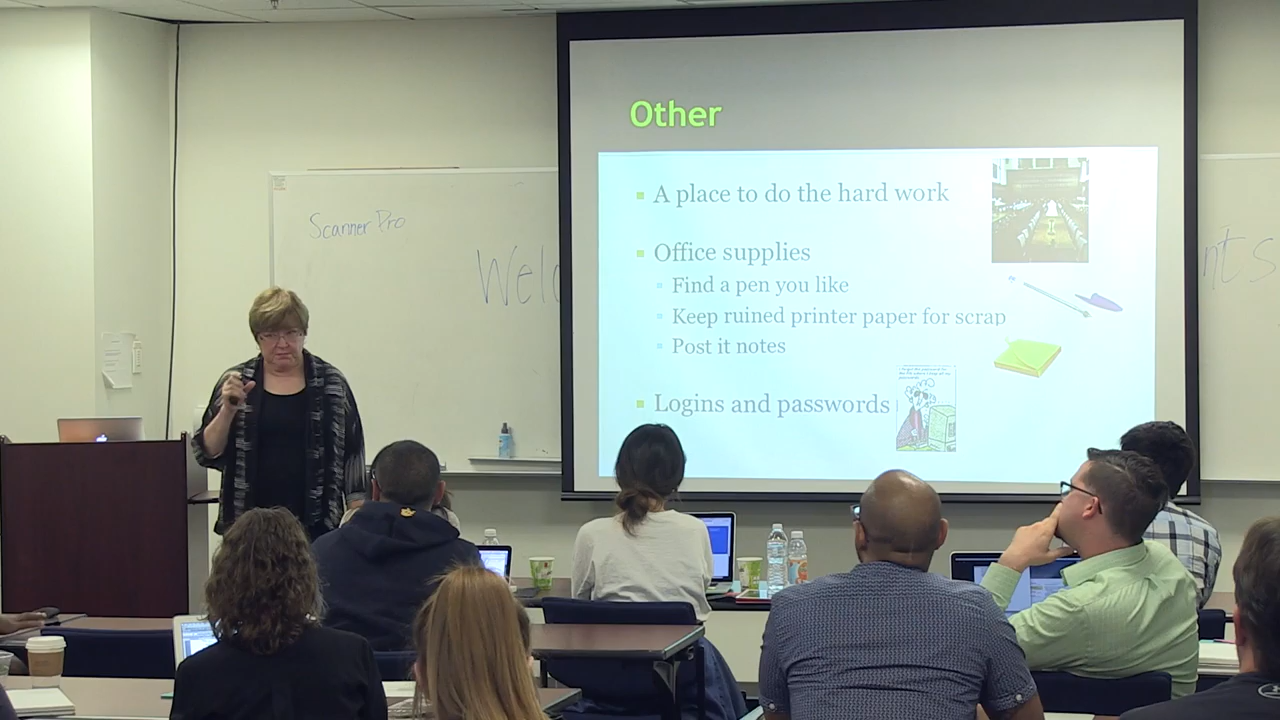 Other
A place to do the hard work
Office supplies
Find a pen you like
Keep ruined printer paper for scrap
Post it notes
Logins and passwords
Scanner Pro
Welc
nts